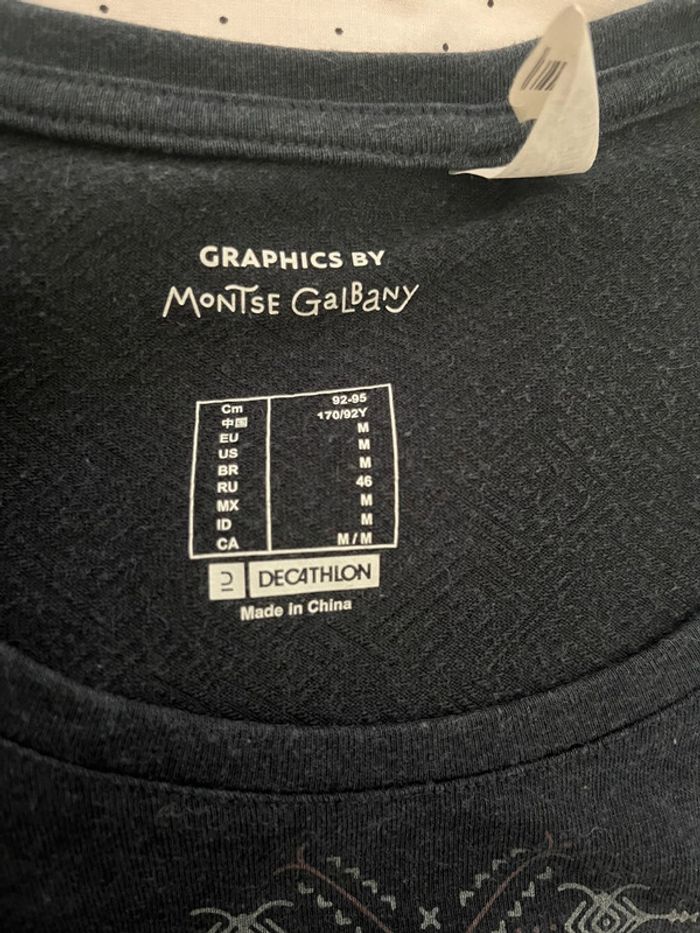 GRAPHICS BY
MONTSE GaLBaNY
Cm 92-95
中国 170/92Y
EU M
US M
BR M
RU 46
MX M
ID M
CA M / M
DECATHLON
Made in China